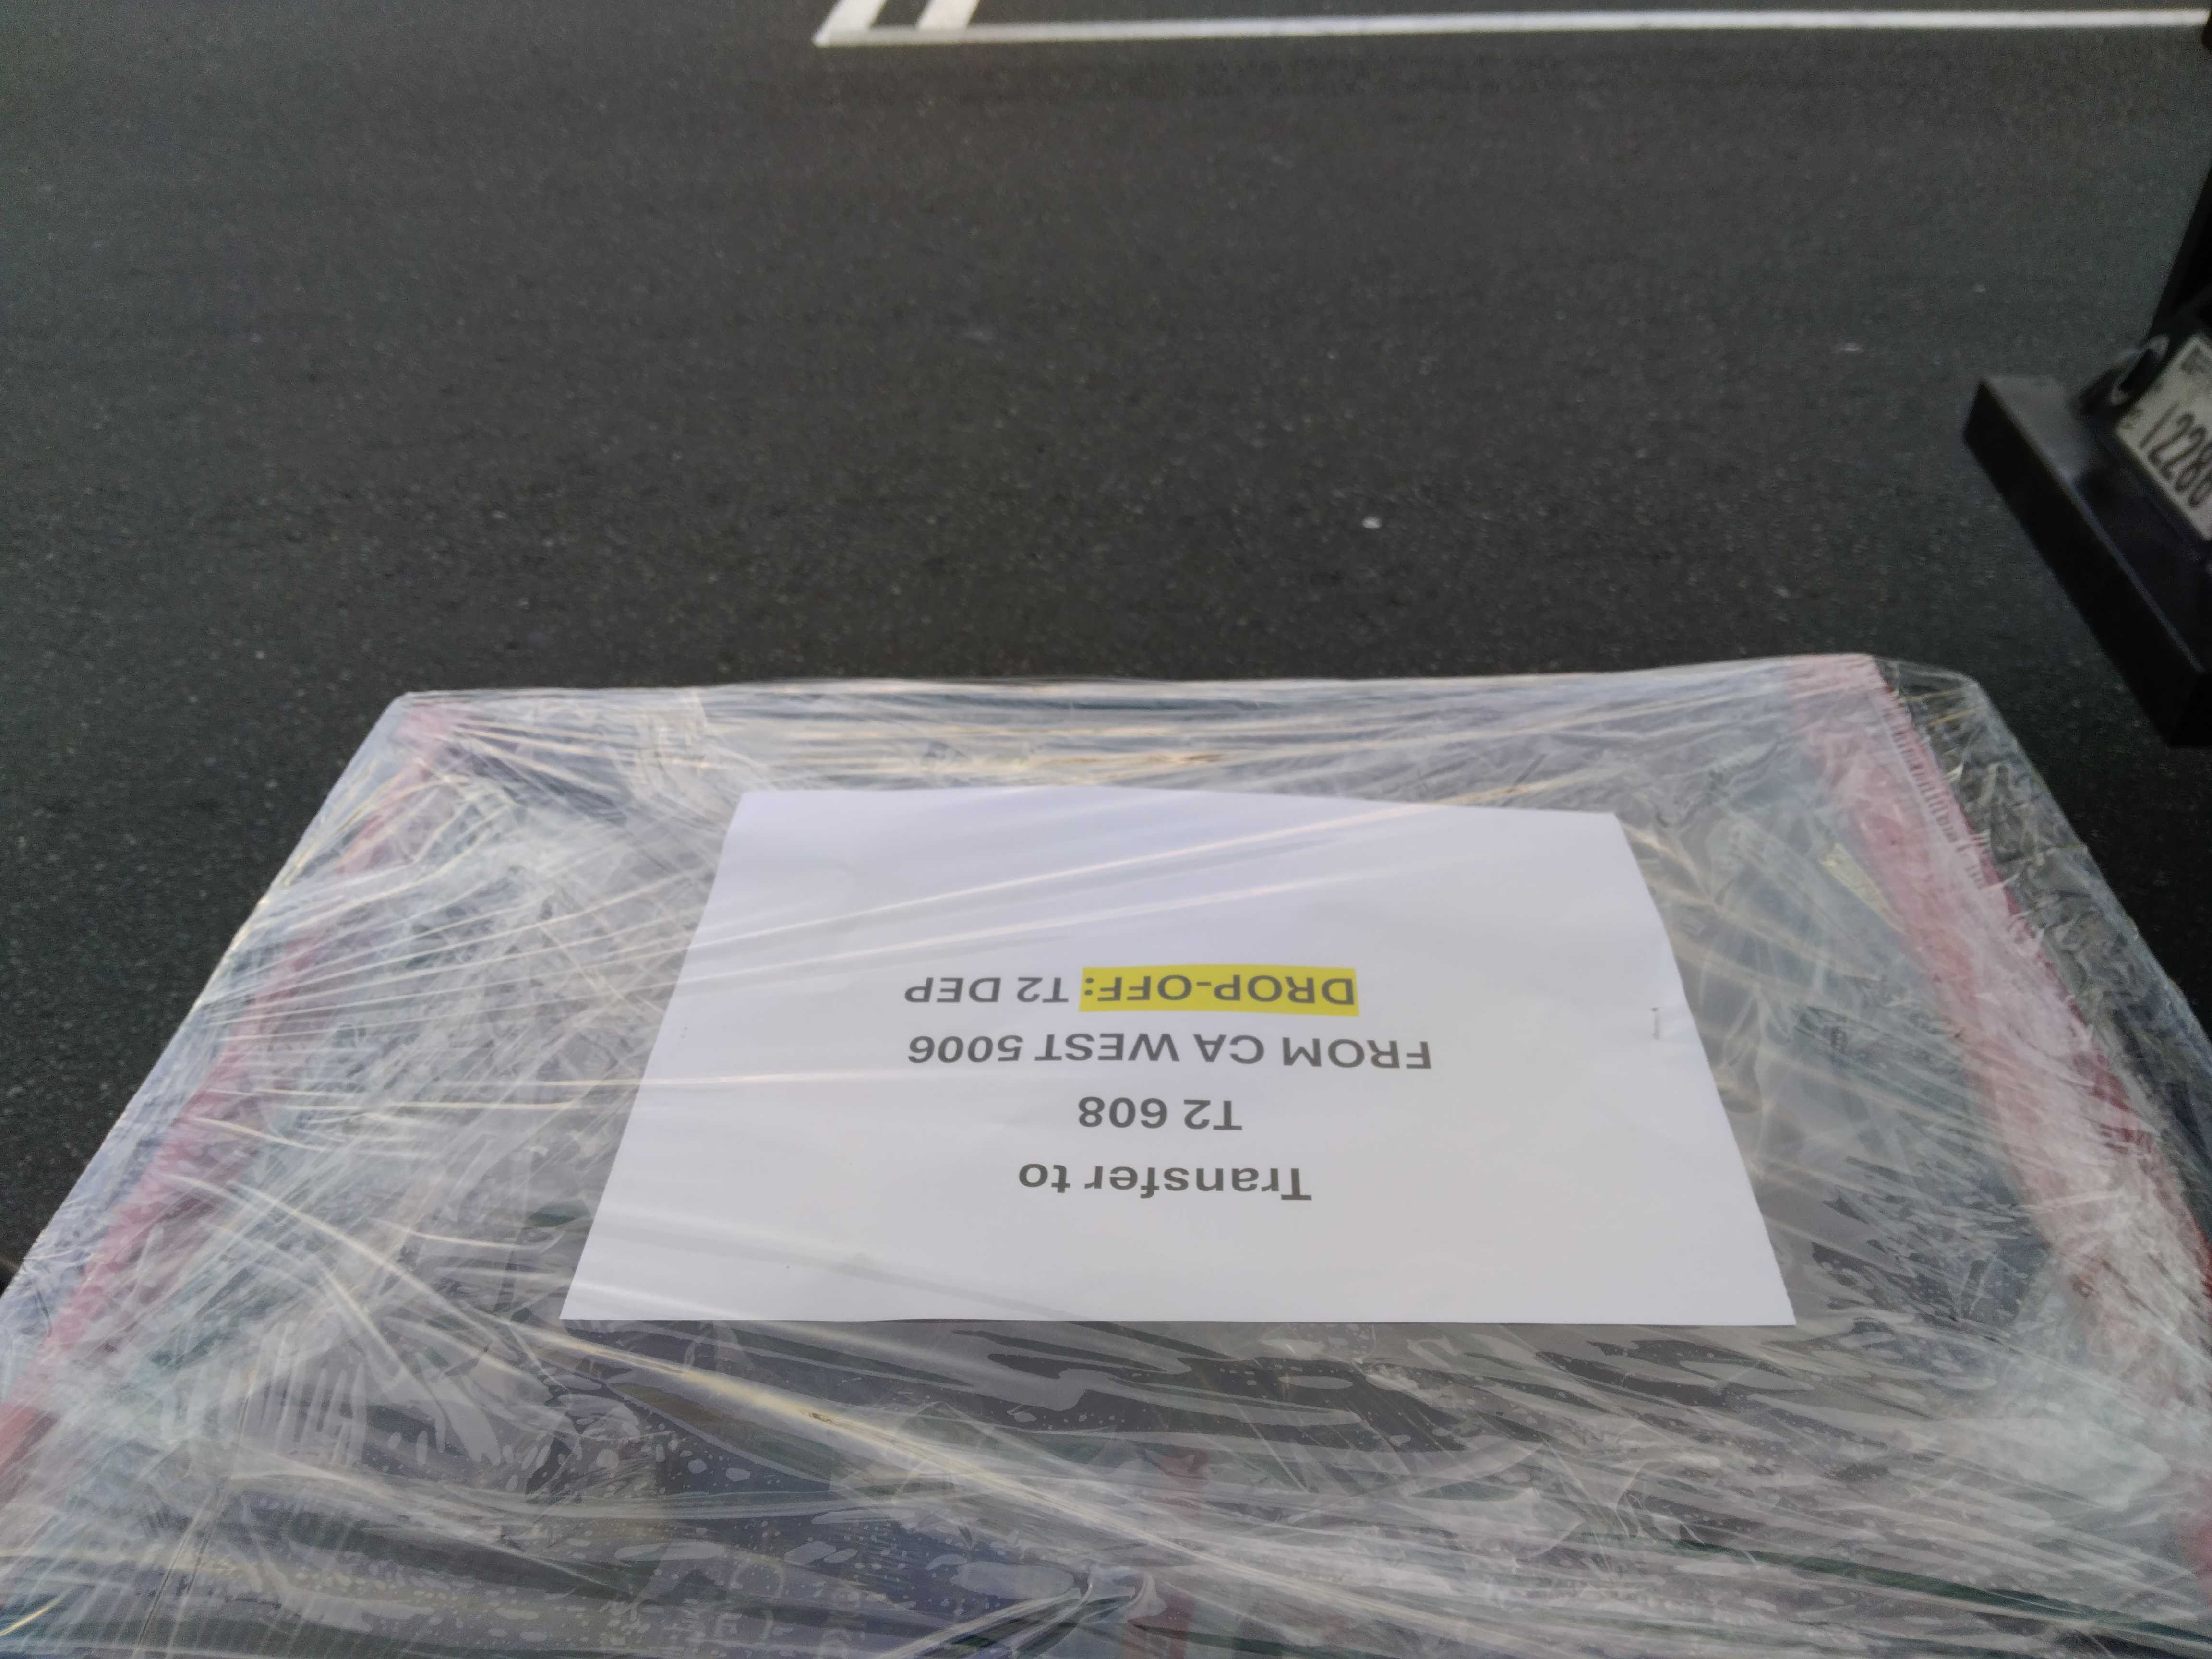 Transfer to
T2 608
FROM CA WEST 5006
DROP-OFF: T2 DEP